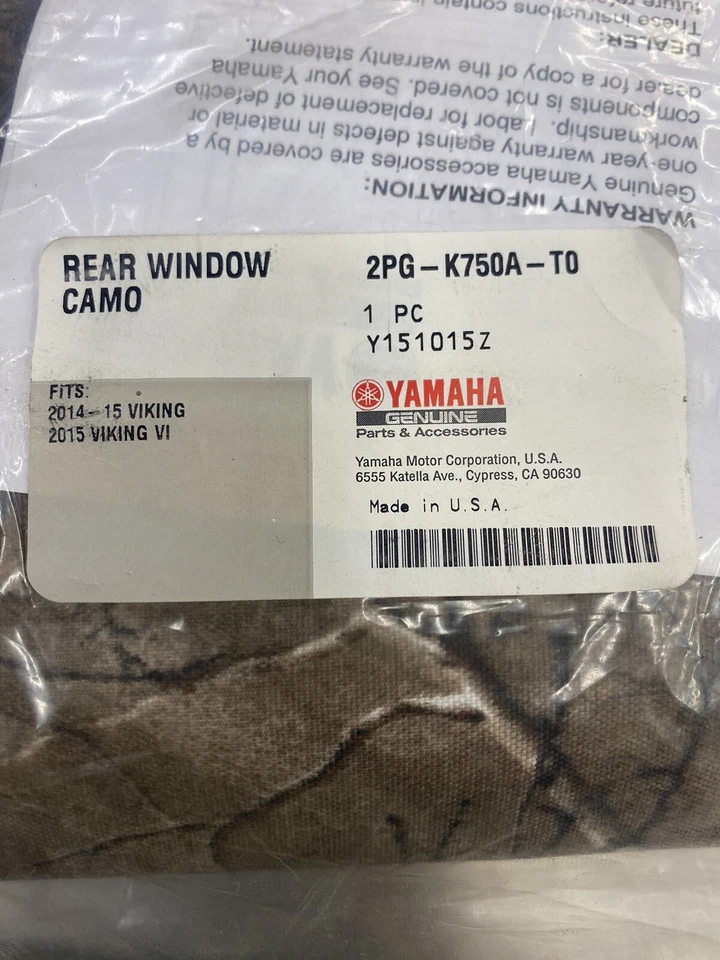 REAR WINDOW
CAMO
2PG-K750A-T0
1 PC
Y151015Z
FITS:
2014-15 VIKING
2015 VIKING VI
YAMAHA
GENUINE
Parts & Accessories
Yamaha Motor Corporation, U.S.A.
6555 Katella Ave., Cypress, CA 90630
Made in U.S.A.
WARRANTY INFORMATION:
Genuine Yamaha accessories are covered by a
one-year warranty against defects in material or
workmanship. Labor for replacement of defective
components is not covered. See your Yamaha
dealer for a copy of the warranty statement.
DEALER:
These instructions contain
future